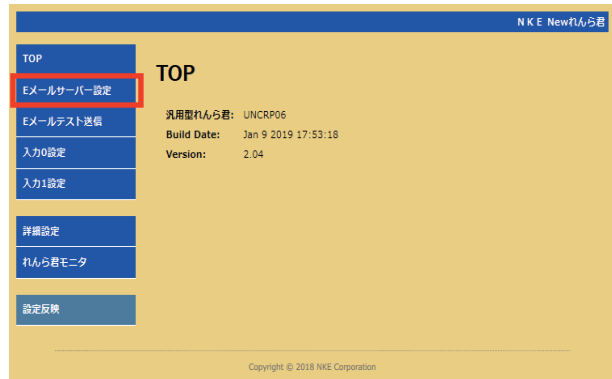 NKE Newれんら君
TOP
Eメールサーバー設定
Eメールテスト送信
入力0設定
入力1設定
詳細設定
れんら君モニタ
設定反映
TOP
汎用型れんら君: UNCRP06
Build Date: Jan 9 2019 17:53:18
Version: 2.04
Copyright © 2018 NKE Corporation